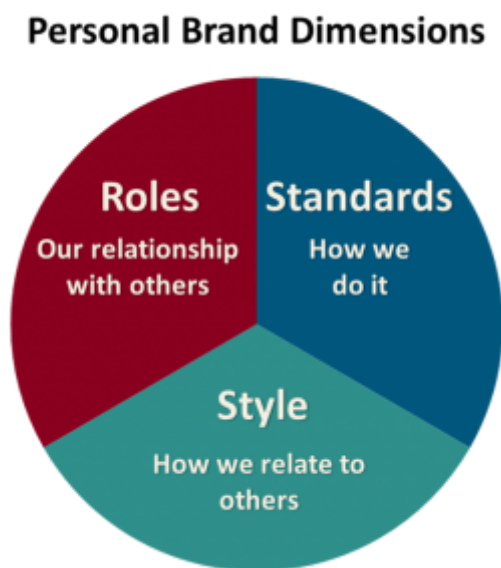 Personal Brand Dimensions
Roles
Our relationship
with others
Standards
How we
do it
Style
How we relate to
others